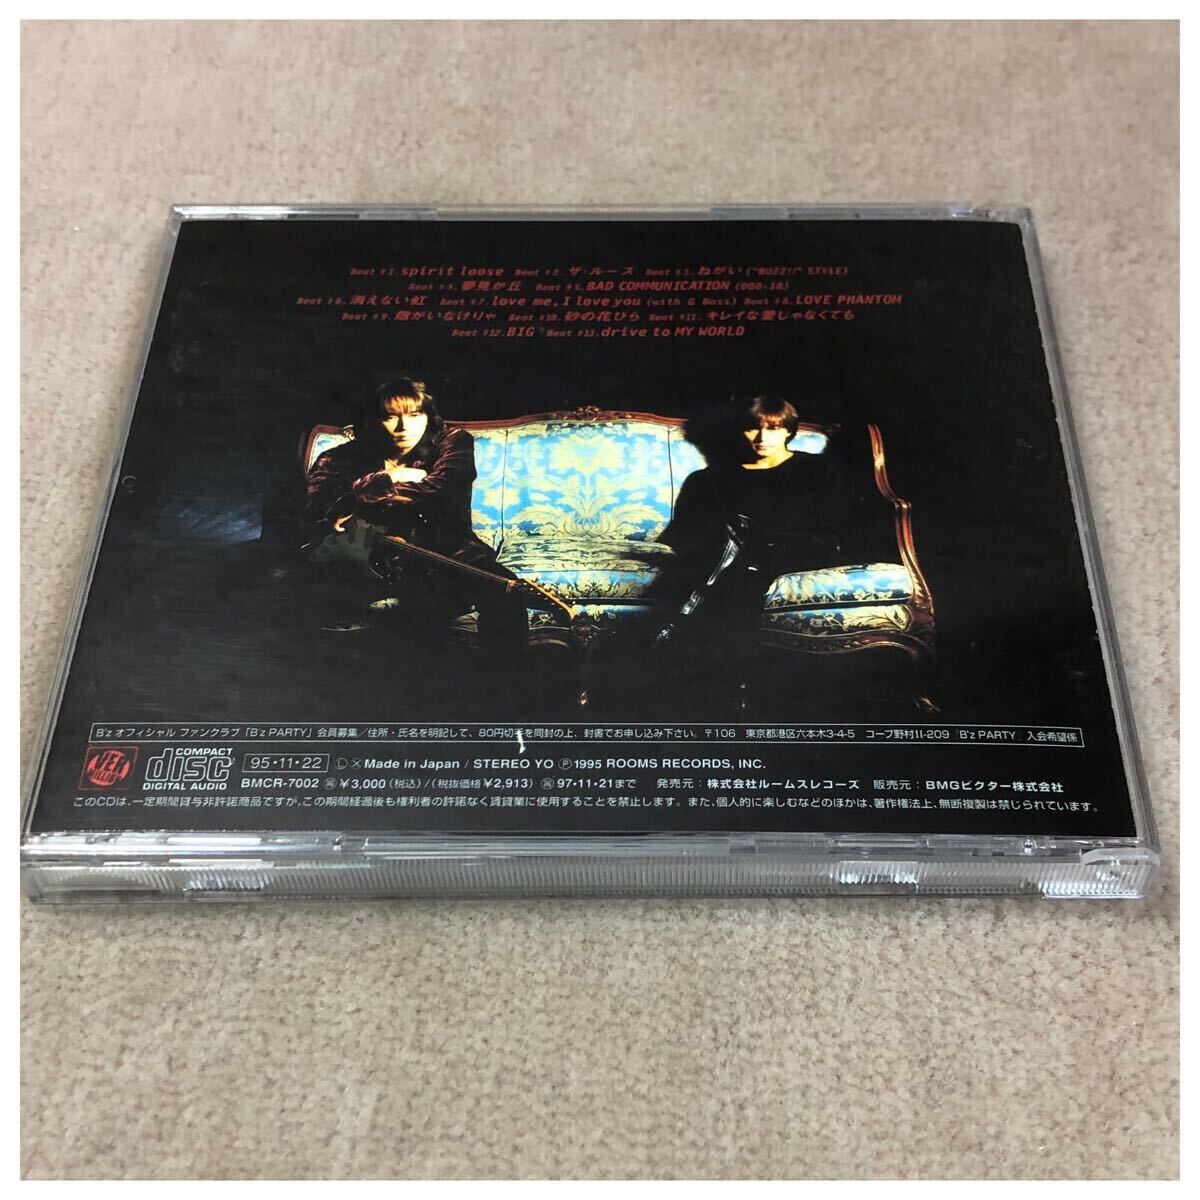 Beat #1.spirit loose Beat #2. ザ・ルース Beat #3. ねがい ("BUZZ!!" STYLE)
Beat #4. 夢見が丘 Beat #5. BAD COMMUNICATION (000-18)
Beat #6. 消えない虹 Beat #7. love me, I love you (with G Bass) Beat #8. LOVE PHANTOM
Beat #9. 敵がいなけりゃ Beat #10. 砂の花びら Beat #11. キレイな愛じゃなくても
Beat #12. BIG Beat #13. drive to MY WORLD
B'z オフィシャル ファンクラブ「B'z PARTY」会員募集/住所・氏名を明記して、80円切手を同封の上、封書でお申し込み下さい。〒106 東京都港区六本木3-4-5 コープ野村II-209 「B'z PARTY」入会希望係
COMPACT disc DIGITAL AUDIO
95・11・22 Ⓛ× Made in Japan / STEREO YO Ⓟ1995 ROOMS RECORDS, INC.
BMCR-7002 ¥3,000(税込)/(税抜価格¥2,913) 97・11・21まで 発売元:株式会社ルームスレコーズ 販売元:BMGビクター株式会社
このCDは、一定期間貸与非許諾商品ですが、この期間経過後も権利者の許諾なく賃貸業に使用することを禁止します。また、個人的に楽しむなどのほかは、著作権法上、無断複製は禁じられています。